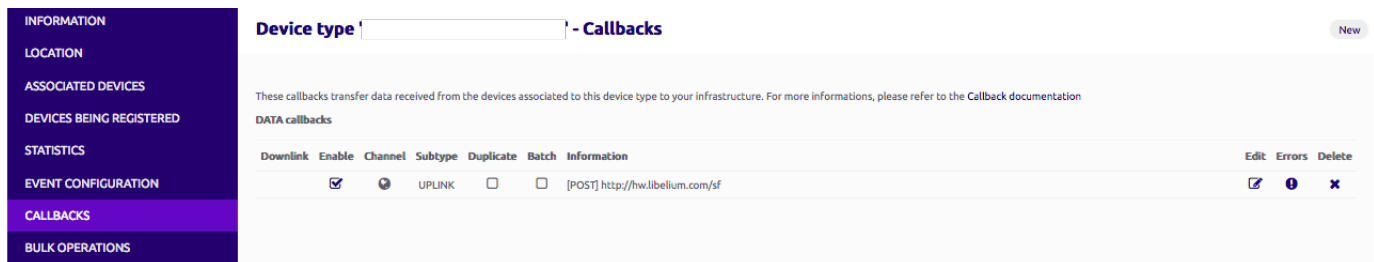 INFORMATION
LOCATION
ASSOCIATED DEVICES
DEVICES BEING REGISTERED
STATISTICS
EVENT CONFIGURATION
CALLBACKS
BULK OPERATIONS
Device type ' ' - Callbacks
New
These callbacks transfer data received from the devices associated to this device type to your infrastructure. For more informations, please refer to the Callback documentation
DATA callbacks
Downlink Enable Channel Subtype Duplicate Batch Information Edit Errors Delete
UPLINK [POST] http://hw.libelium.com/sf